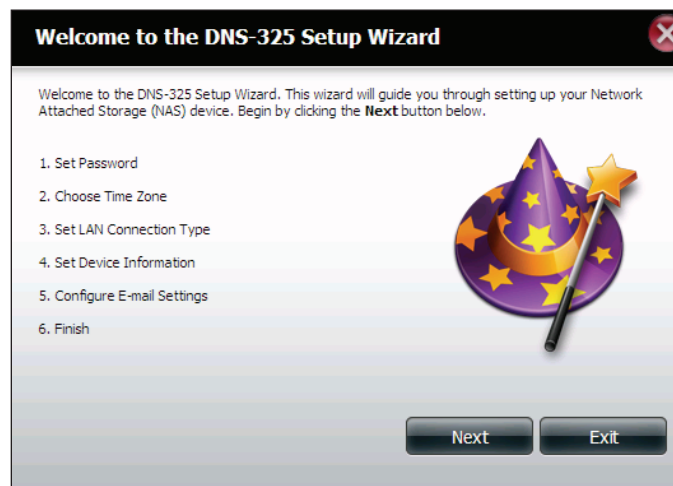 Welcome to the DNS-325 Setup Wizard
Welcome to the DNS-325 Setup Wizard. This wizard will guide you through setting up your Network
Attached Storage (NAS) device. Begin by clicking the Next button below.
1. Set Password
2. Choose Time Zone
3. Set LAN Connection Type
4. Set Device Information
5. Configure E-mail Settings
6. Finish
Next
Exit